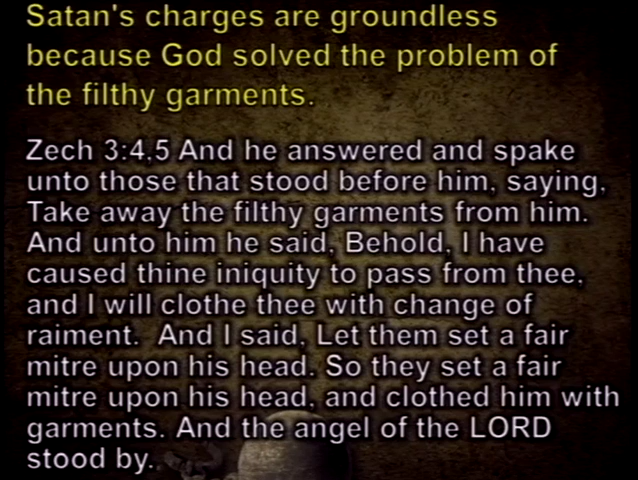 Satan's charges are groundless
because God solved the problem of
the filthy garments.
Zech 3:4,5 And he answered and spake
unto those that stood before him, saying,
Take away the filthy garments from him.
And unto him he said, Behold, I have
caused thine iniquity to pass from thee,
and I will clothe thee with change of
raiment. And I said, Let them set a fair
mitre upon his head. So they set a fair
mitre upon his head, and clothed him with
garments. And the angel of the LORD
stood by.